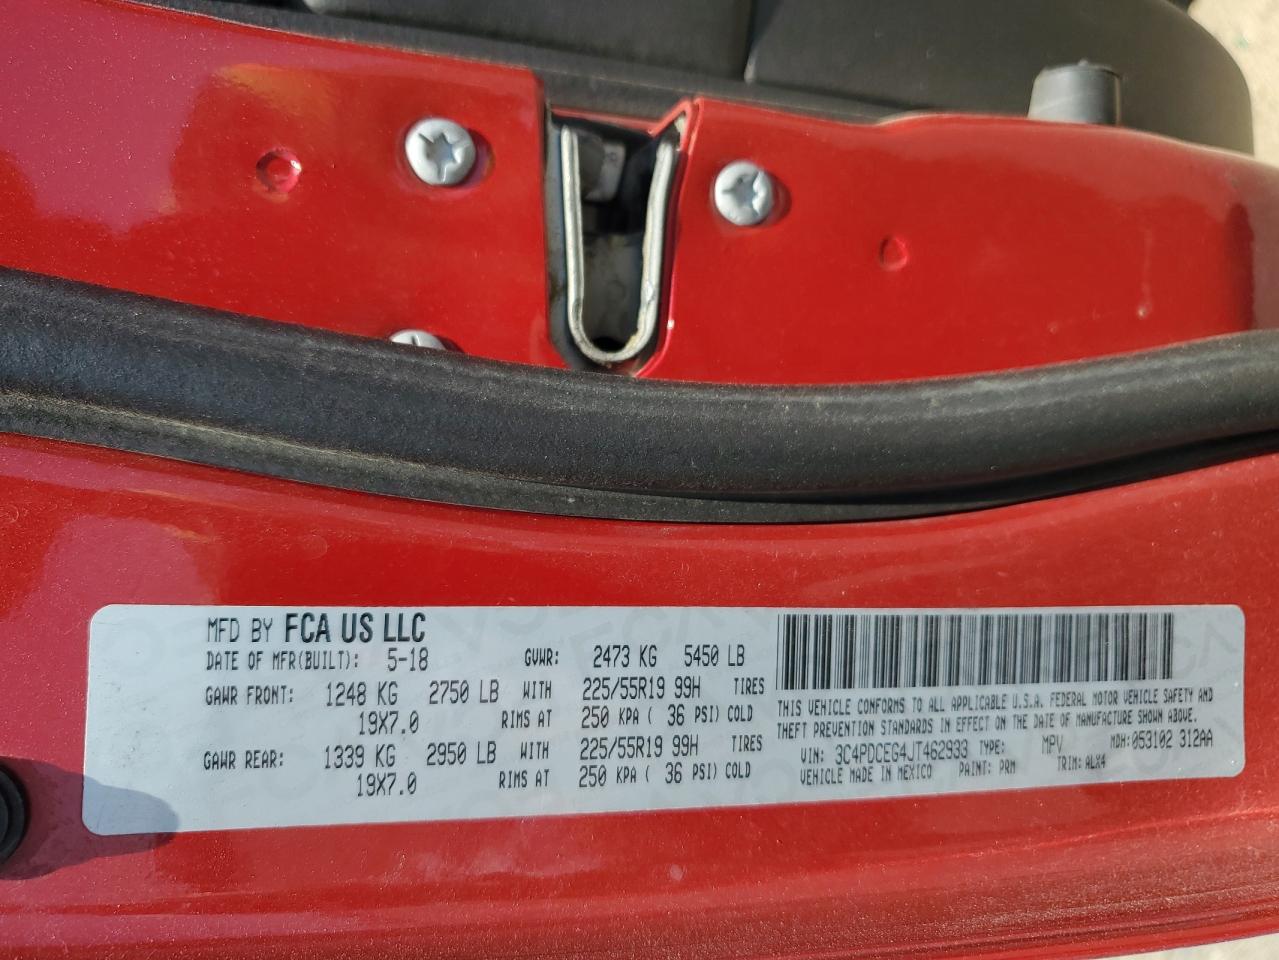 MFD BY FCA US LLC
DATE OF MFR(BUILT): 5-18 GVWR: 2473 KG 5450 LB
GAWR FRONT: 1248 KG 2750 LB WITH 225/55R19 99H TIRES
19X7.0 RIMS AT 250 KPA ( 36 PSI) COLD
GAWR REAR: 1339 KG 2950 LB WITH 225/55R19 99H TIRES
19X7.0 RIMS AT 250 KPA ( 36 PSI) COLD
THIS VEHICLE CONFORMS TO ALL APPLICABLE U.S.A. FEDERAL MOTOR VEHICLE SAFETY AND
THEFT PREVENTION STANDARDS IN EFFECT ON THE DATE OF MANUFACTURE SHOWN ABOVE.
VIN: 3C4PDCEG4JT462933 TYPE: MPV MDH: 053102 312AA
VEHICLE MADE IN MEXICO PAINT: PRM TRIM: ALX4